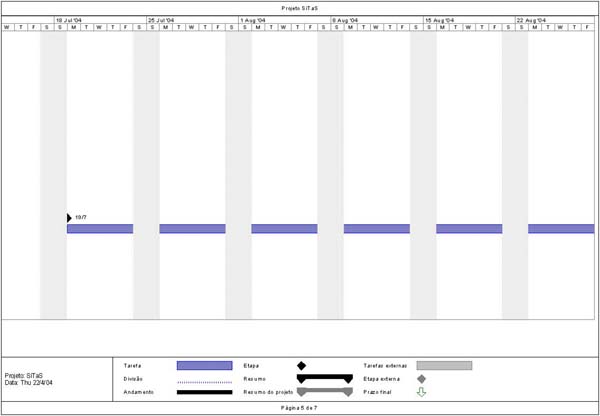 Projeto SiTaS
18 Jul '04 25 Jul '04 1 Aug '04 8 Aug '04 15 Aug '04 22 Aug '04
W T F S S M T W T F S S M T W T F S S M T W T F S S M T W T F S S M T W T F S S M T W T F
19/7
Tarefa Etapa Tarefas externas
Projeto: SiTaS
Data: Thu 22/4/04
Divisão Resumo Etapa externa
Andamento Resumo do projeto Prazo final
Página 5 de 7